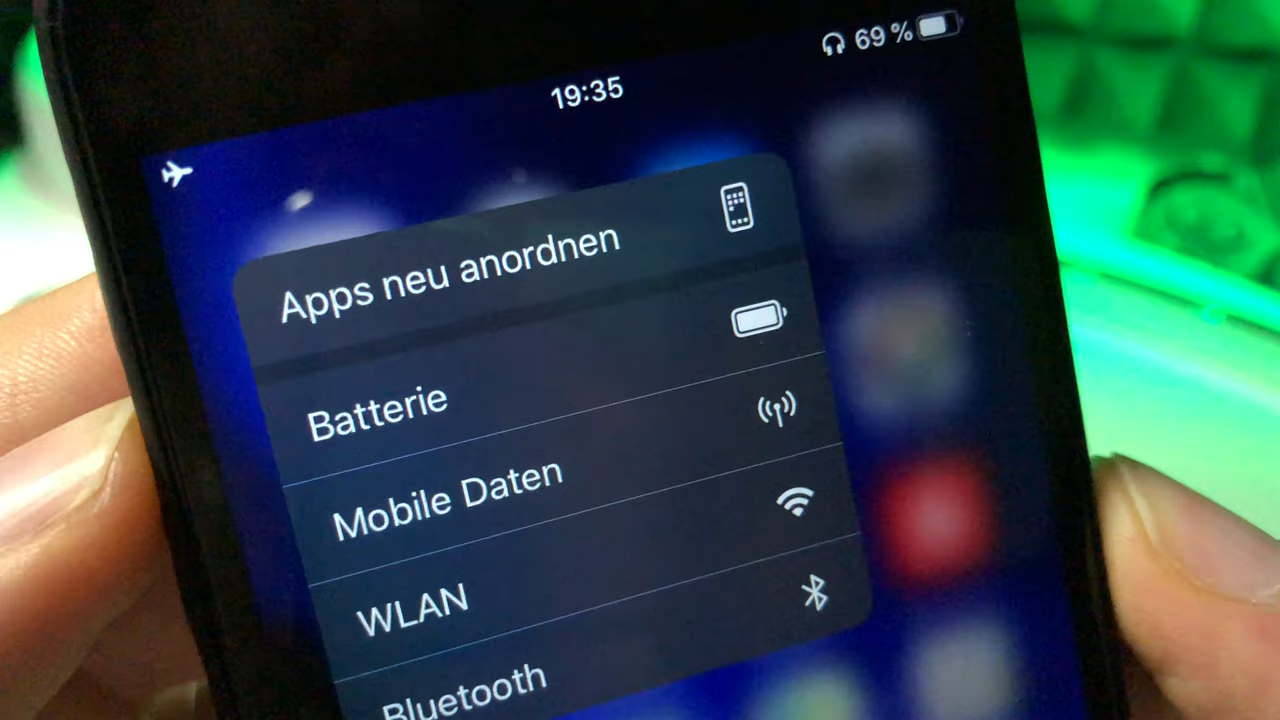 69 %
19:35
Apps neu anordnen
Batterie
Mobile Daten
WLAN
Bluetooth